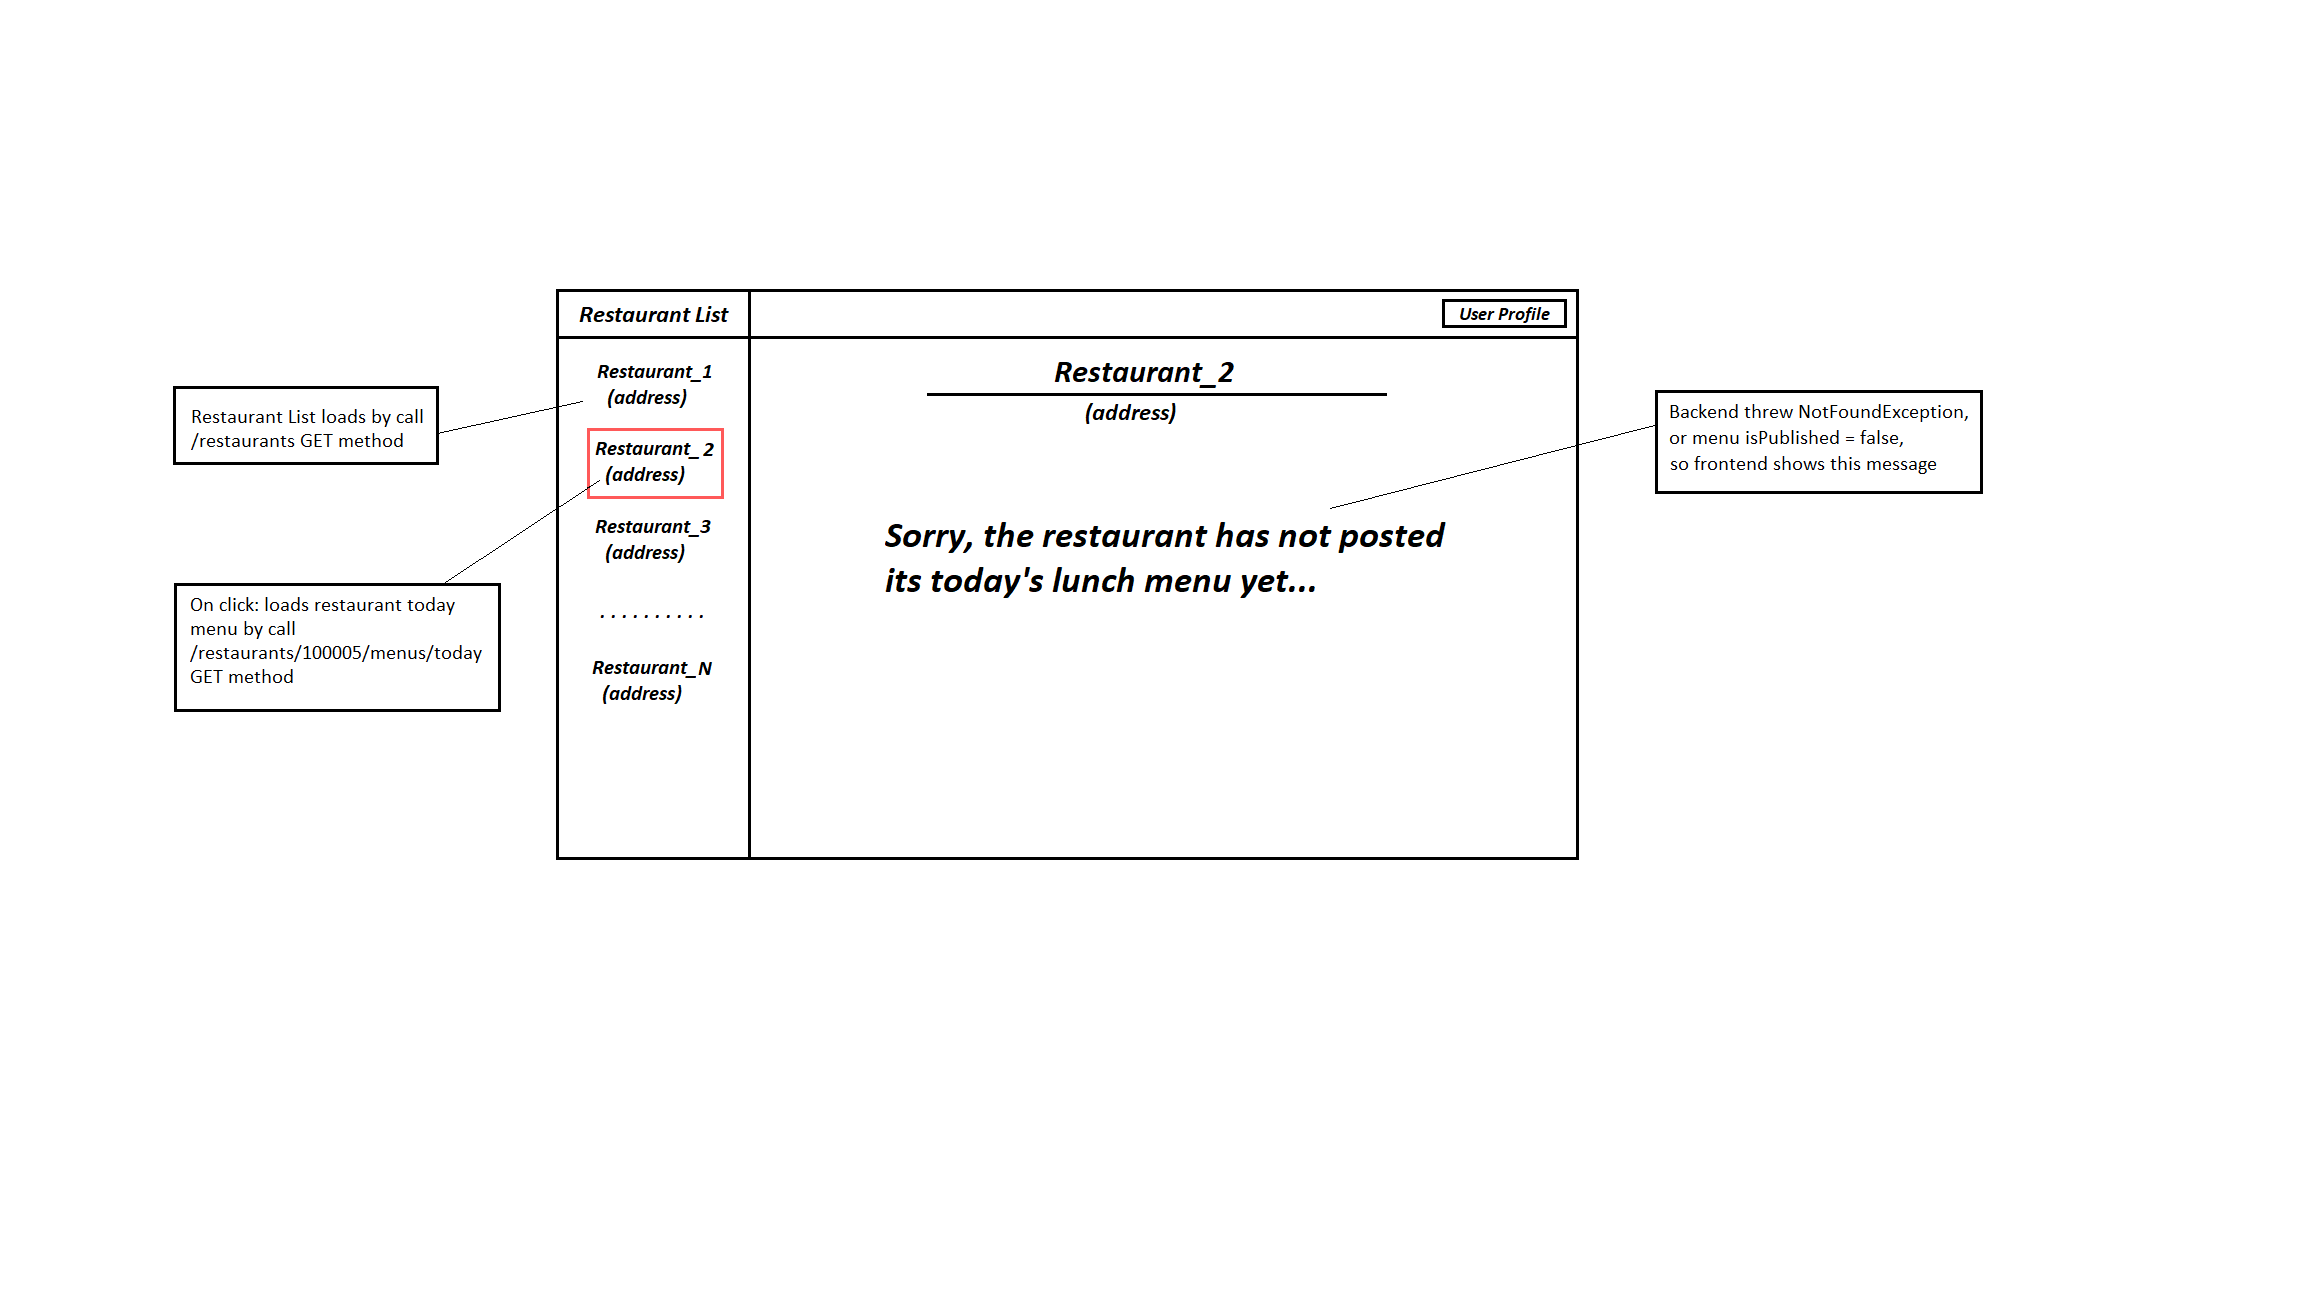 Restaurant List
User Profile
Restaurant_1
(address)
Restaurant_2
(address)
Restaurant_3
(address)
. . . . . . . . . .
Restaurant_N
(address)
Restaurant_2
(address)
Sorry, the restaurant has not posted
its today's lunch menu yet...
Restaurant List loads by call
/restaurants GET method
On click: loads restaurant today
menu by call
/restaurants/100005/menus/today
GET method
Backend threw NotFoundException,
or menu isPublished = false,
so frontend shows this message